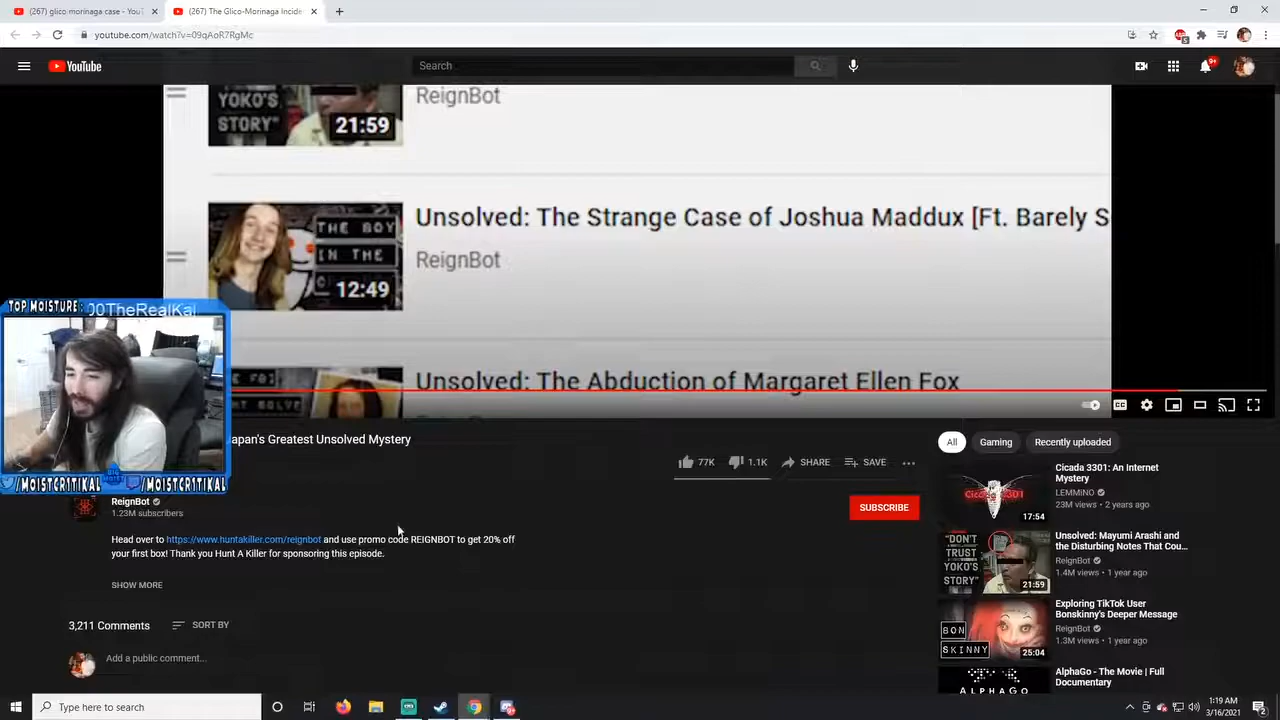 (267) glico morinaga case - YouT
(267) The Glico-Morinaga Incide
youtube.com/watch?v=09qAoR7RgMc
5
YouTube
Search
9+
YOKO'S
STORY"
21:59
ReignBot
THE BOY
IN THE
12:49
Unsolved: The Strange Case of Joshua Maddux [Ft. Barely S
ReignBot
Unsolved: The Abduction of Margaret Ellen Fox
TOP MOISTURE:
00TheRealKal
/MOISTCR1TIKAL
/MOISTCR1TIKAL
Japan's Greatest Unsolved Mystery
77K
1.1K
SHARE
SAVE
ReignBot
1.23M subscribers
SUBSCRIBE
Head over to https://www.huntakiller.com/reignbot and use promo code REIGNBOT to get 20% off
your first box! Thank you Hunt A Killer for sponsoring this episode.
SHOW MORE
3,211 Comments
SORT BY
Add a public comment...
All
Gaming
Recently uploaded
CICADA 3301
17:54
Cicada 3301: An Internet
Mystery
LEMMiNO
23M views • 2 years ago
"DON'T
TRUST
YOKO'S
STORY"
21:59
Unsolved: Mayumi Arashi and
the Disturbing Notes That Cou...
ReignBot
1.4M views • 1 year ago
BON
SKINNY
25:04
Exploring TikTok User
Bonskinny's Deeper Message
ReignBot
1.3M views • 1 year ago
ALPHAGO
AlphaGo - The Movie | Full
Documentary
Type here to search
1:19 AM
3/16/2021
2